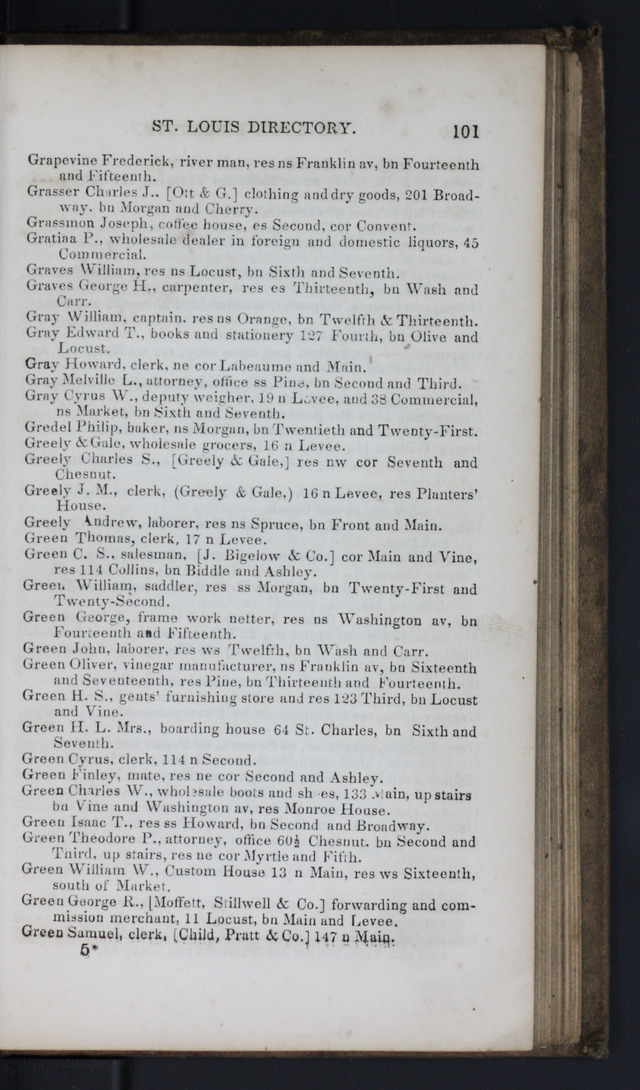 ST. LOUIS DIRECTORY. 101
Grapevine Frederick, river man, res ns Franklin av, bn Fourteenth
and Fifteenth.
Grasser Charles J., [Ott & G.] clothing and dry goods, 201 Broad-
way. bn Morgan and Cherry.
Grassmon Joseph, coffee house, es Second, cor Convent.
Gratina P., wholesale dealer in foreign and domestic liquors, 45
Commercial.
Graves William, res ns Locust, bn Sixth and Seventh.
Graves George H., carpenter, res es Thirteenth, bn Wash and
Carr.
Gray William, captain. res ns Orange, bn Twelfth & Thirteenth.
Gray Edward T., books and stationery 127 Fourth, bn Olive and
Locust.
Gray Howard, clerk, ne cor Labeaume and Main.
Gray Melville L., attorney, office ss Pine, bn Second and Third.
Gray Cyrus W., deputy weigher, 19 n Levee, and 38 Commercial,
ns Market, bn Sixth and Seventh.
Gredel Philip, baker, ns Morgan, bn Twentieth and Twenty-First.
Greely & Gale, wholesale grocers, 16 n Levee.
Greely Charles S., [Greely & Gale,] res nw cor Seventh and
Chesnut.
Greely J. M., clerk, (Greely & Gale,) 16 n Levee, res Planters'
House.
Greely Andrew, laborer, res ns Spruce, bn Front and Main.
Green Thomas, clerk, 17 n Levee.
Green C. S., salesman, [J. Bigelow & Co.] cor Main and Vine,
res 114 Collins, bn Biddle and Ashley.
Green William, saddler, res ss Morgan, bn Twenty-First and
Twenty-Second.
Green George, frame work netter, res ns Washington av, bn
Fourteenth and Fifteenth.
Green John, laborer, res ws Twelfth, bn Wash and Carr.
Green Oliver, vinegar manufacturer, ns Franklin av, bn Sixteenth
and Seventeenth, res Pine, bn Thirteenth and Fourteenth.
Green H. S., gents' furnishing store and res 123 Third, bn Locust
and Vine.
Green H. L. Mrs., boarding house 64 St. Charles, bn Sixth and
Seventh.
Green Cyrus, clerk, 114 n Second.
Green Finley, mate, res ne cor Second and Ashley.
Green Charles W., wholesale boots and shoes, 133 Main, up stairs
bn Vine and Washington av, res Monroe House.
Green Isaac T., res ss Howard, bn Second and Broadway.
Green Theodore P., attorney, office 60½ Chesnut. bn Second and
Third, up stairs, res ne cor Myrtle and Fifth.
Green William W., Custom House 13 n Main, res ws Sixteenth,
south of Market.
Green George R., [Moffett, Stillwell & Co.] forwarding and com-
mission merchant, 11 Locust, bn Main and Levee.
Green Samuel, clerk, [Child, Pratt & Co.] 147 n Main.
5*